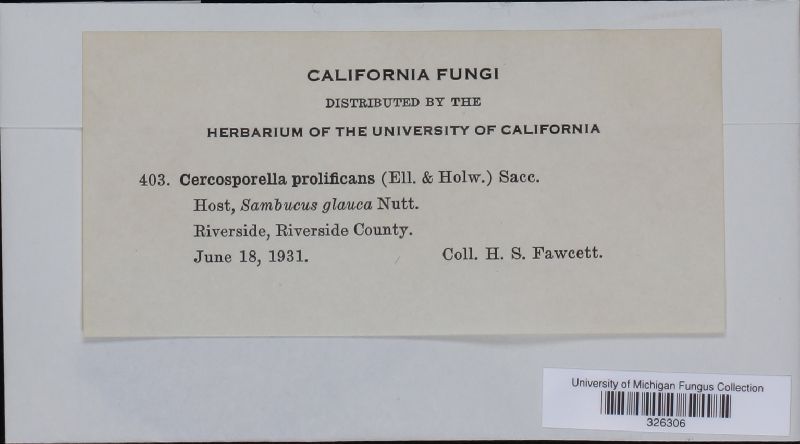 CALIFORNIA FUNGI
DISTRIBUTED BY THE
HERBARIUM OF THE UNIVERSITY OF CALIFORNIA
403. Cercosporella prolificans (Ell. & Holw.) Sacc.
Host, Sambucus glauca Nutt.
Riverside, Riverside County.
June 18, 1931. Coll. H. S. Fawcett.
University of Michigan Fungus Collection
326306